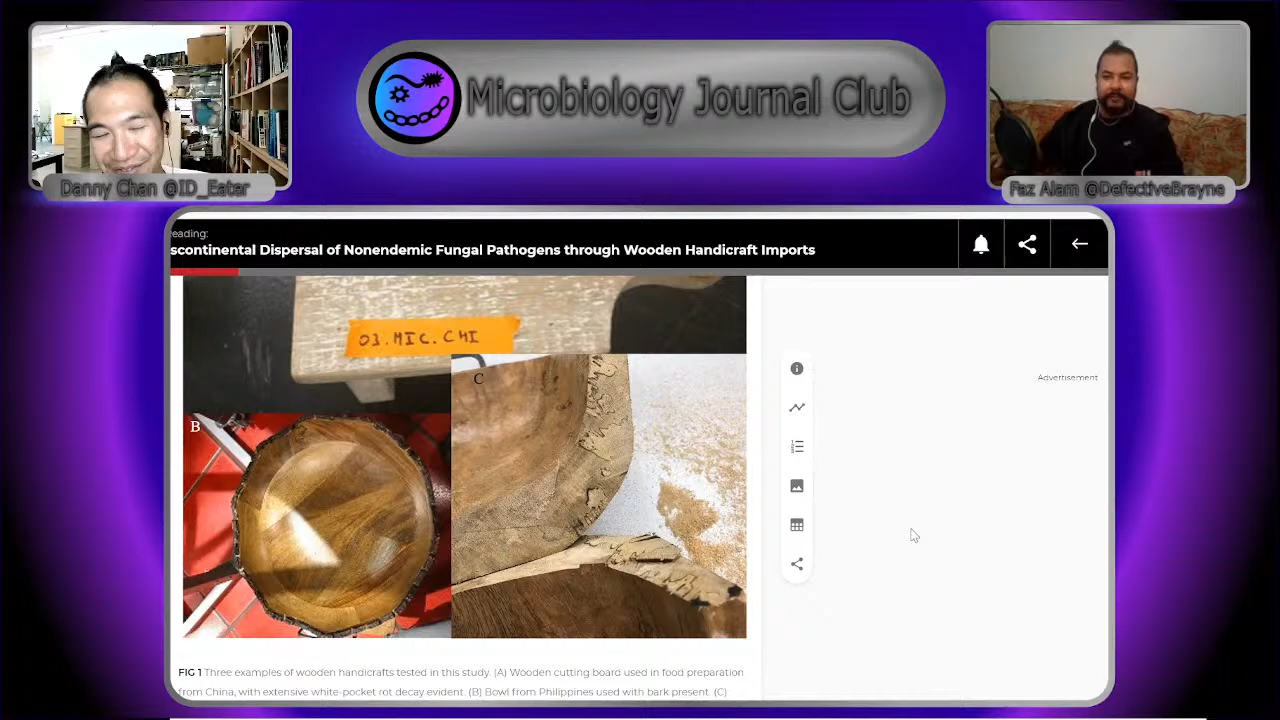 Microbiology Journal Club
Danny Chan @ID_Eater
Faz Alam @DefectiveBrayne
eading:
scontinental Dispersal of Nonendemic Fungal Pathogens through Wooden Handicraft Imports
03.MIC.CHI
C
B
Advertisement
FIG 1 Three examples of wooden handicrafts tested in this study. (A) Wooden cutting board used in food preparation
from China, with extensive white-pocket rot decay evident. (B) Bowl from Philippines used with bark present. (C)